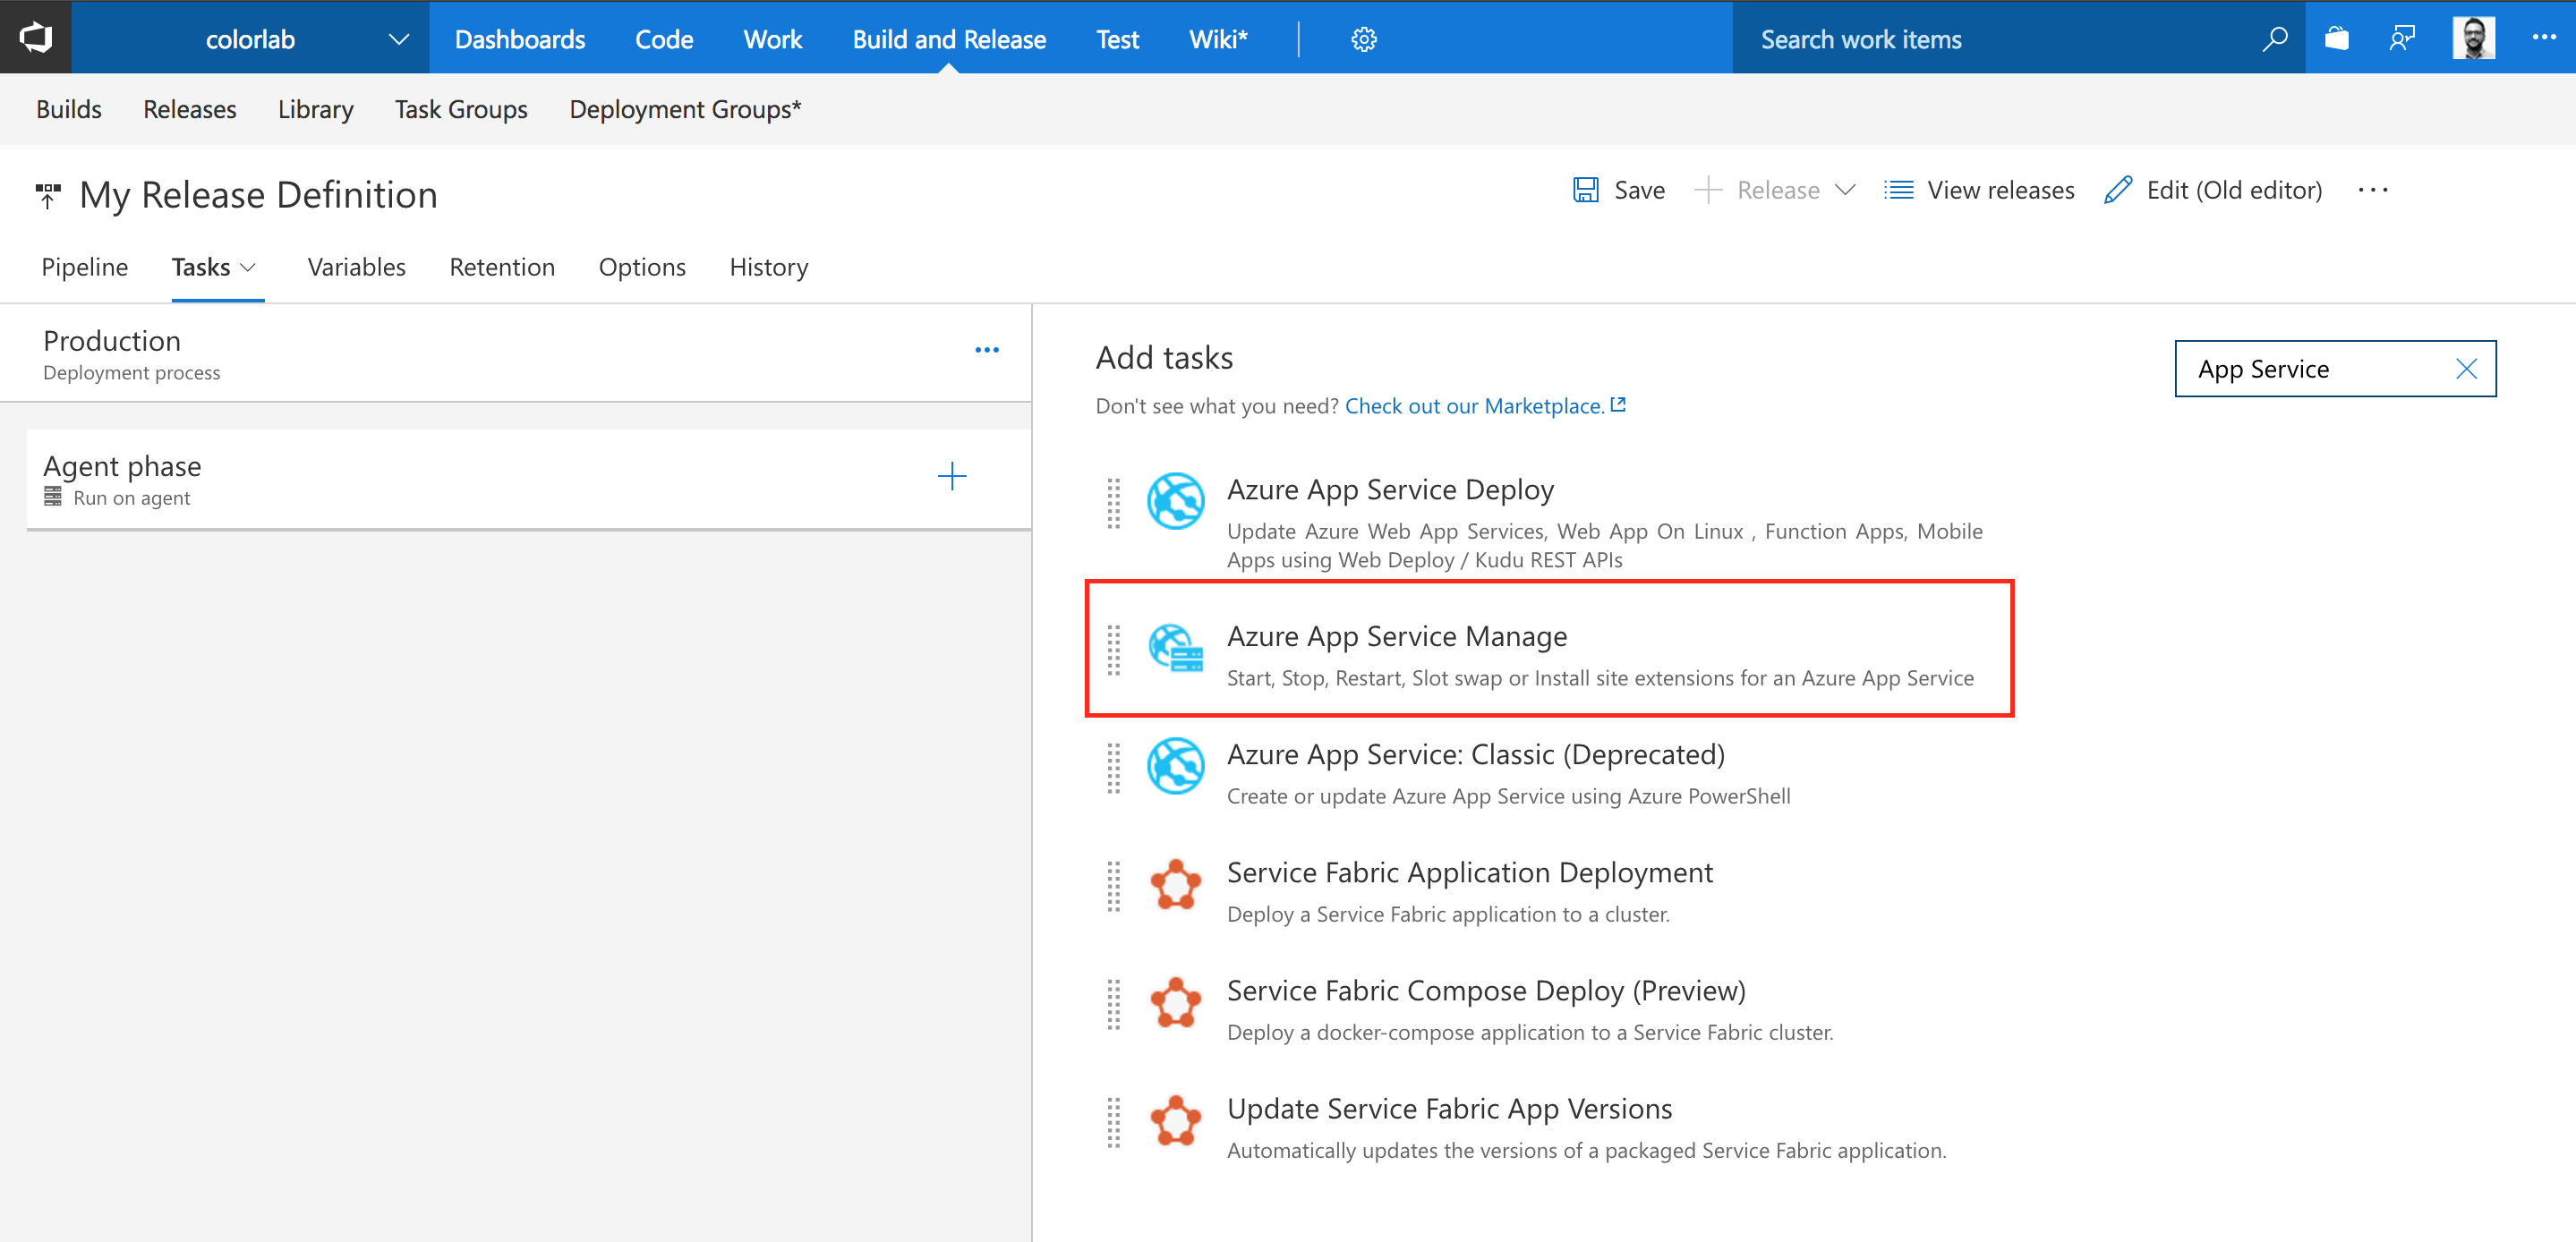 colorlab Dashboards Code Work Build and Release Test Wiki* Search work items
Builds Releases Library Task Groups Deployment Groups*
My Release Definition Save Release View releases Edit (Old editor)
Pipeline Tasks Variables Retention Options History
Production
Deployment process
Agent phase
Run on agent
Add tasks
App Service
Don't see what you need? Check out our Marketplace.
Azure App Service Deploy
Update Azure Web App Services, Web App On Linux , Function Apps, Mobile
Apps using Web Deploy / Kudu REST APIs
Azure App Service Manage
Start, Stop, Restart, Slot swap or Install site extensions for an Azure App Service
Azure App Service: Classic (Deprecated)
Create or update Azure App Service using Azure PowerShell
Service Fabric Application Deployment
Deploy a Service Fabric application to a cluster.
Service Fabric Compose Deploy (Preview)
Deploy a docker-compose application to a Service Fabric cluster.
Update Service Fabric App Versions
Automatically updates the versions of a packaged Service Fabric application.